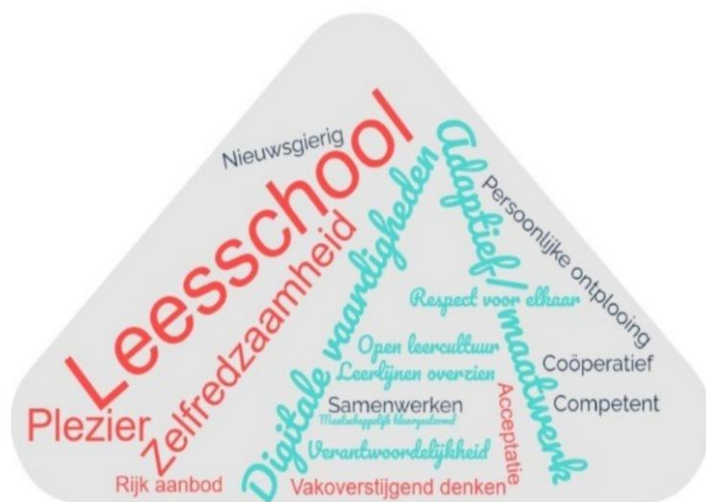 Nieuwsgierig
Leesschool
Zelfredzaamheid
Plezier
Rijk aanbod
Digitale vaardigheden
Adaptief/ maatwerk
Persoonlijke ontplooing
Respect voor elkaar
Open leercultuur
Leerlijnen overzien
Coöperatief
Samenwerken
Competent
Acceptatie
Verantwoordelijkheid
Vakoverstijgend denken